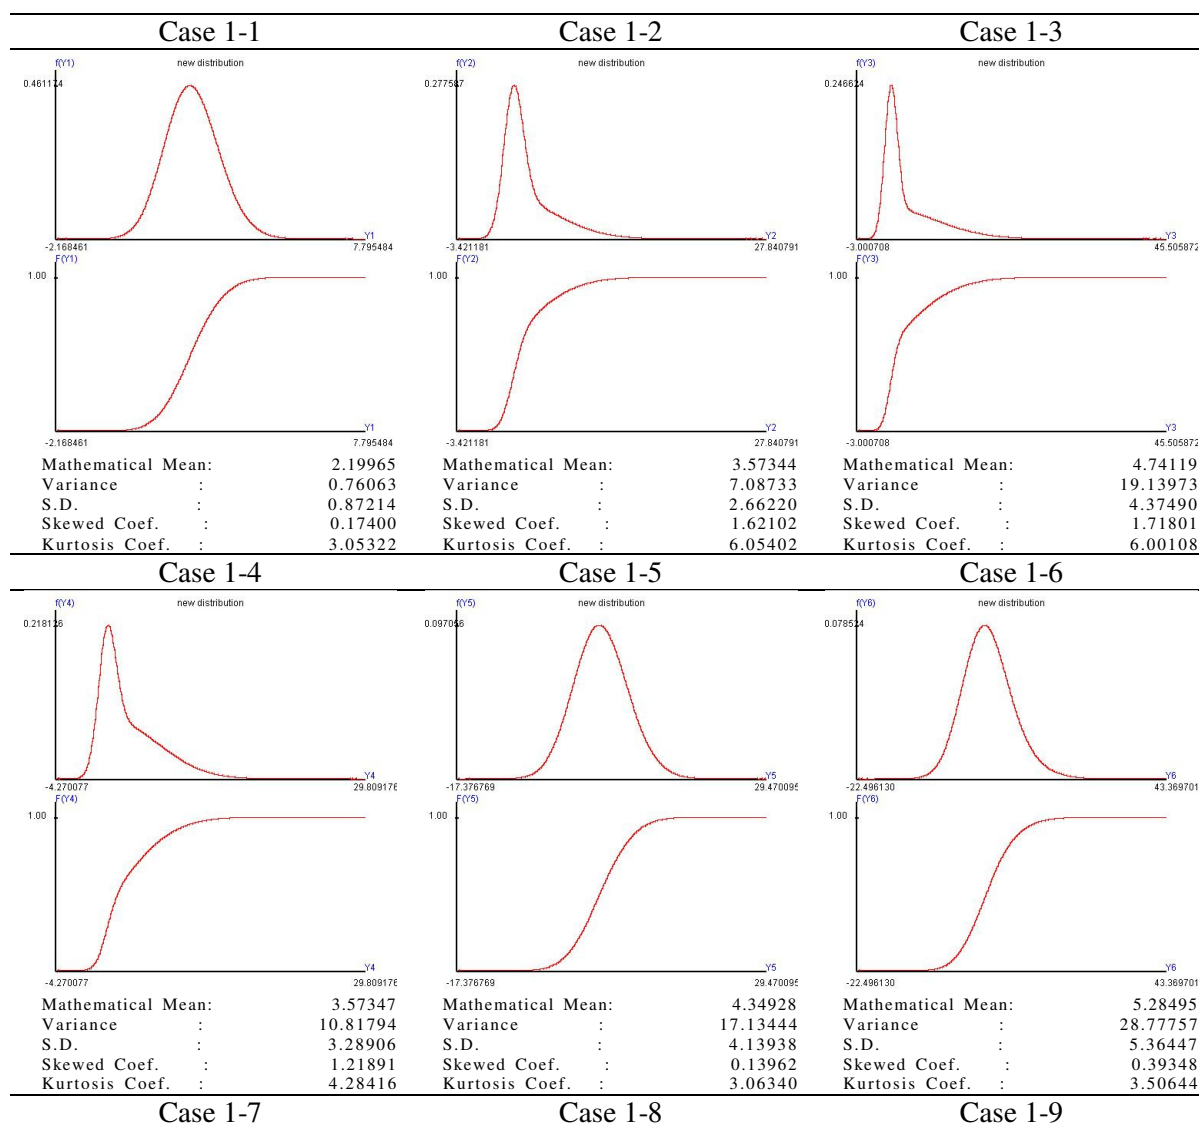 Case 1-1 Case 1-2 Case 1-3
f(Y1) new distribution f(Y2) new distribution f(Y3) new distribution
0.461174 0.277587 0.246624
Y1 Y2 Y3
-2.168461 7.795484 -3.421181 27.840791 -3.000708 45.505872
F(Y1) F(Y2) F(Y3)
1.00 1.00 1.00
Y1 Y2 Y3
-2.168461 7.795484 -3.421181 27.840791 -3.000708 45.505872
Mathematical Mean: 2.19965 Mathematical Mean: 3.57344 Mathematical Mean: 4.74119
Variance : 0.76063 Variance : 7.08733 Variance : 19.13973
S.D. : 0.87214 S.D. : 2.66220 S.D. : 4.37490
Skewed Coef. : 0.17400 Skewed Coef. : 1.62102 Skewed Coef. : 1.71801
Kurtosis Coef. : 3.05322 Kurtosis Coef. : 6.05402 Kurtosis Coef. : 6.00108
Case 1-4 Case 1-5 Case 1-6
f(Y4) new distribution f(Y5) new distribution f(Y6) new distribution
0.218126 0.097056 0.078524
Y4 Y5 Y6
-4.270077 29.809176 -17.376769 29.470095 -22.496130 43.369701
F(Y4) F(Y5) F(Y6)
1.00 1.00 1.00
Y4 Y5 Y6
-4.270077 29.809176 -17.376769 29.470095 -22.496130 43.369701
Mathematical Mean: 3.57347 Mathematical Mean: 4.34928 Mathematical Mean: 5.28495
Variance : 10.81794 Variance : 17.13444 Variance : 28.77757
S.D. : 3.28906 S.D. : 4.13938 S.D. : 5.36447
Skewed Coef. : 1.21891 Skewed Coef. : 0.13962 Skewed Coef. : 0.39348
Kurtosis Coef. : 4.28416 Kurtosis Coef. : 3.06340 Kurtosis Coef. : 3.50644
Case 1-7 Case 1-8 Case 1-9